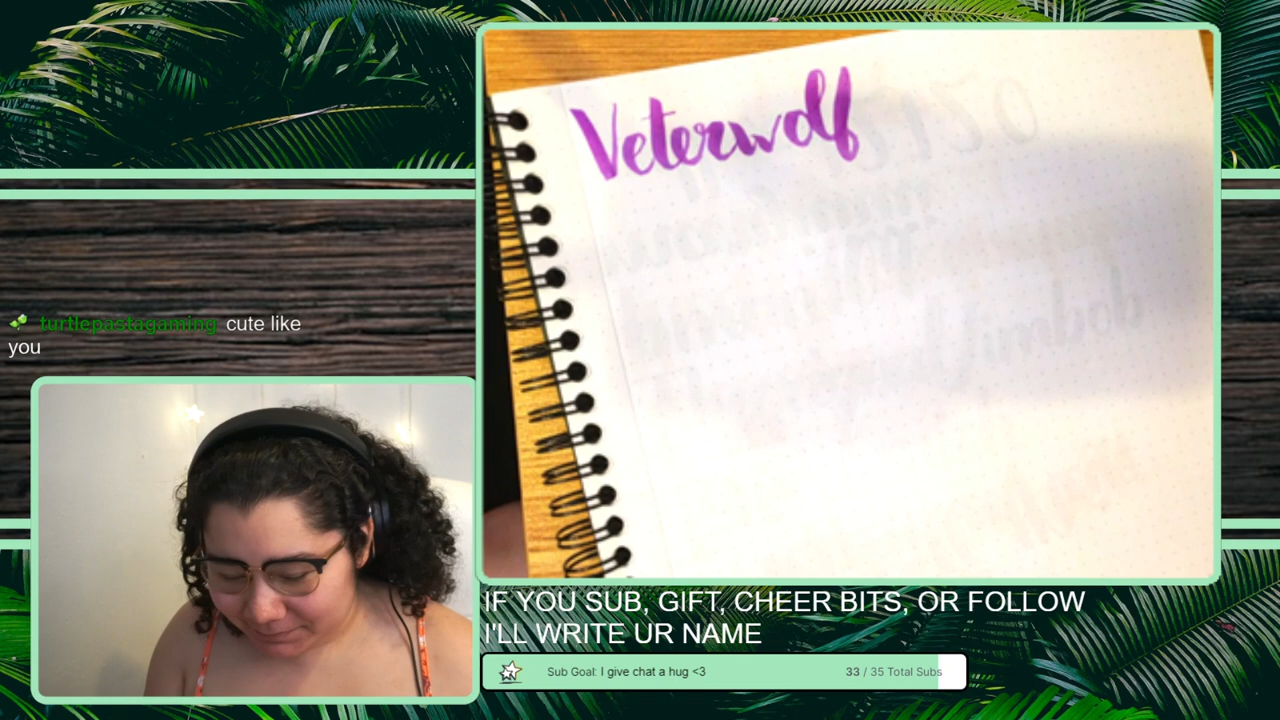 Veterwolf
turtlepastagaming cute like
you
IF YOU SUB, GIFT, CHEER BITS, OR FOLLOW
I'LL WRITE UR NAME
Sub Goal: I give chat a hug <3 33 / 35 Total Subs